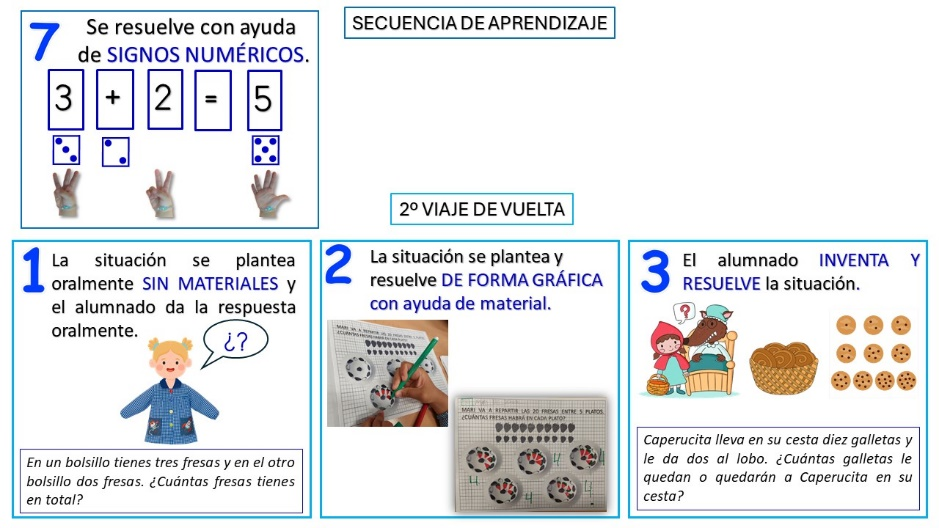 SECUENCIA DE APRENDIZAJE
7
Se resuelve con ayuda
de SIGNOS NUMÉRICOS.
3 + 2 = 5
2º VIAJE DE VUELTA
1
La situación se plantea
oralmente SIN MATERIALES y
el alumnado da la respuesta
oralmente.
¿?
En un bolsillo tienes tres fresas y en el otro
bolsillo dos fresas. ¿Cuántas fresas tienes
en total?
2
La situación se plantea y
resuelve DE FORMA GRÁFICA
con ayuda de material.
MARI VA A REPARTIR LAS 20 FRESAS ENTRE 5 PLATOS.
¿CUÁNTAS FRESAS HABRÁ EN CADA PLATO?
4
4
4
4
3
El alumnado INVENTA Y
RESUELVE la situación.
?
Caperucita lleva en su cesta diez galletas y
le da dos al lobo. ¿Cuántas galletas le
quedan o quedarán a Caperucita en su
cesta?